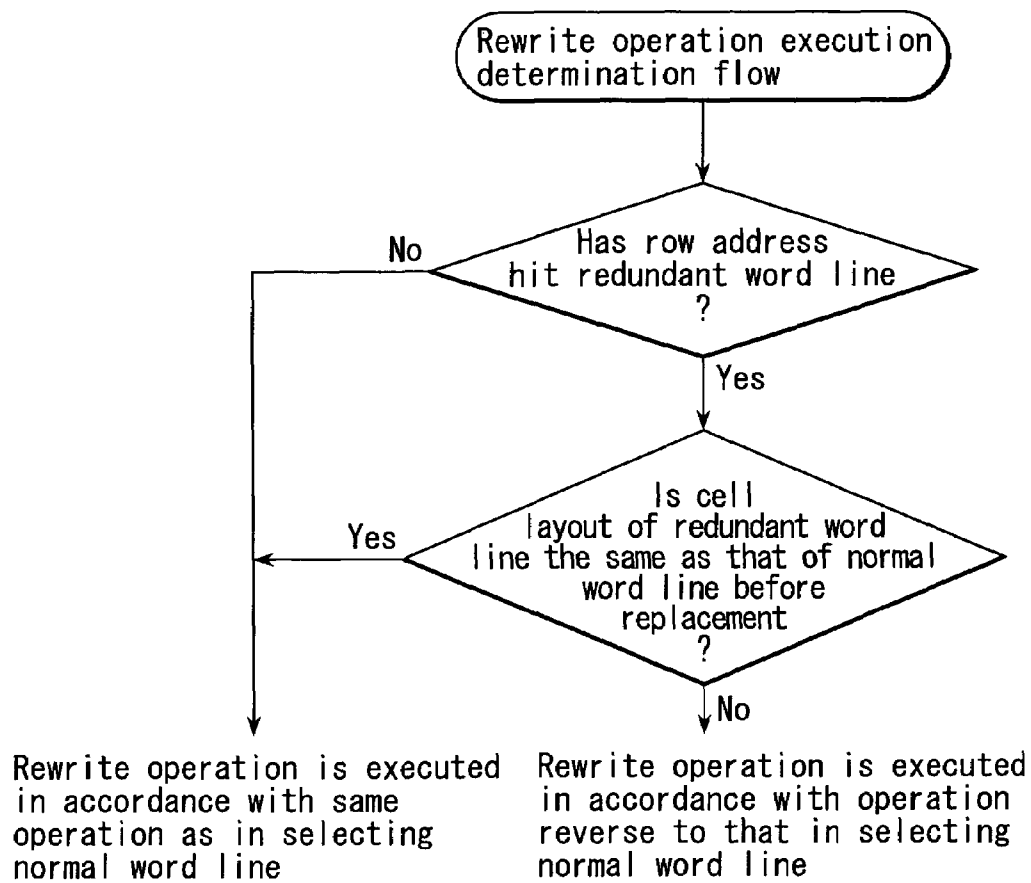 Rewrite operation execution
determination flow
Has row address
hit redundant word line
?
No
Yes
Is cell
layout of redundant word
line the same as that of normal
word line before
replacement
?
Yes
No
Rewrite operation is executed
in accordance with same
operation as in selecting
normal word line
Rewrite operation is executed
in accordance with operation
reverse to that in selecting
normal word line